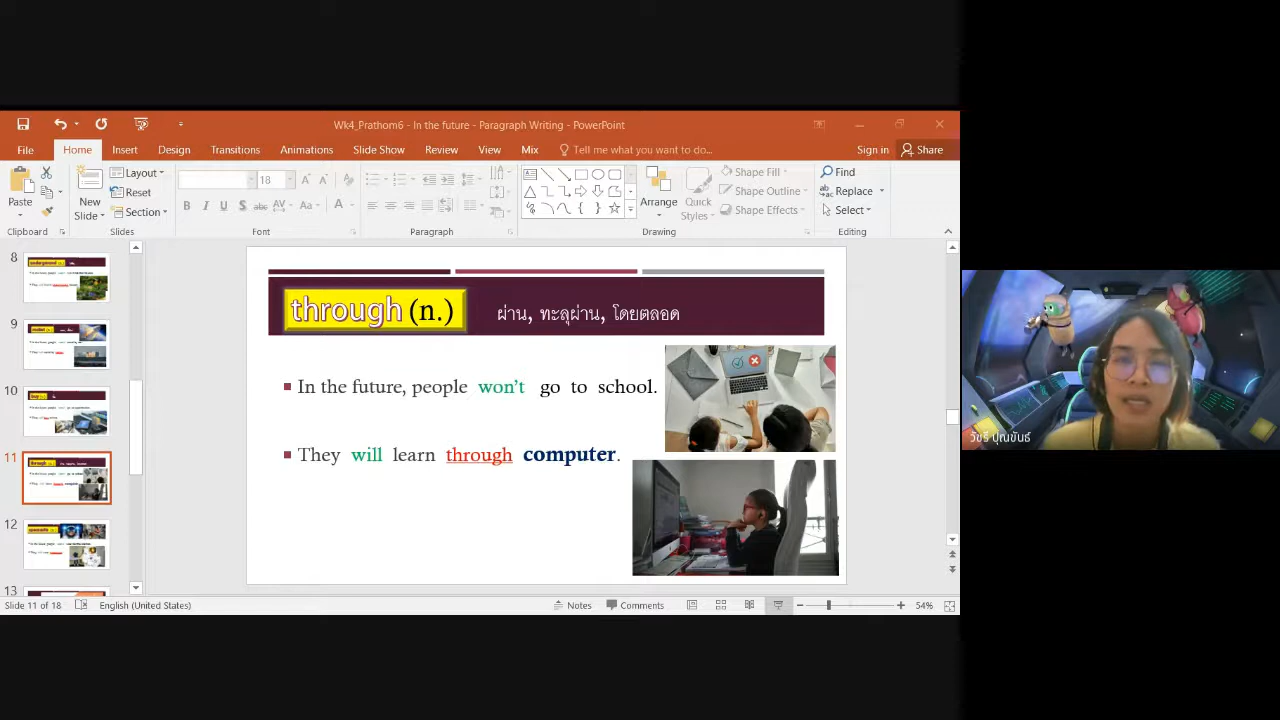 Wk4_Prathom6 - In the future - Paragraph Writing - PowerPoint
File Home Insert Design Transitions Animations Slide Show Review View Mix Tell me what you want to do... Sign in Share
Paste
New Slide
Layout
Reset
Section
18
B I U S abc AV Aa A
Arrange
Quick Styles
Shape Fill
Shape Outline
Shape Effects
Find
Replace
Select
Clipboard Slides Font Paragraph Drawing Editing
8
9
10
11
12
13
through (n.) ผ่าน, ทะลุผ่าน, โดยตลอด
In the future, people won't go to school.
They will learn through computer.
วัชรี ปุณขันธ์
Slide 11 of 18 English (United States) Notes Comments 54%